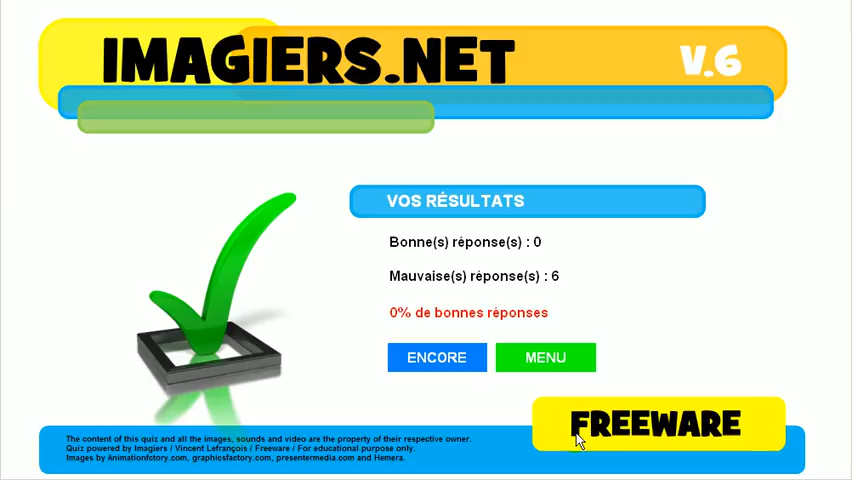 IMAGIERS.NET
V.6
VOS RÉSULTATS
Bonne(s) réponse(s) : 0
Mauvaise(s) réponse(s) : 6
0% de bonnes réponses
ENCORE
MENU
FREEWARE
The content of this quiz and all the images, sounds and video are the property of their respective owner.
Quiz powered by Imagiers / Vincent Lefrançois / Freeware / For educational purpose only.
Images by Animationfctory.com, graphicsfactory.com, presentermedia.com and Hemera.